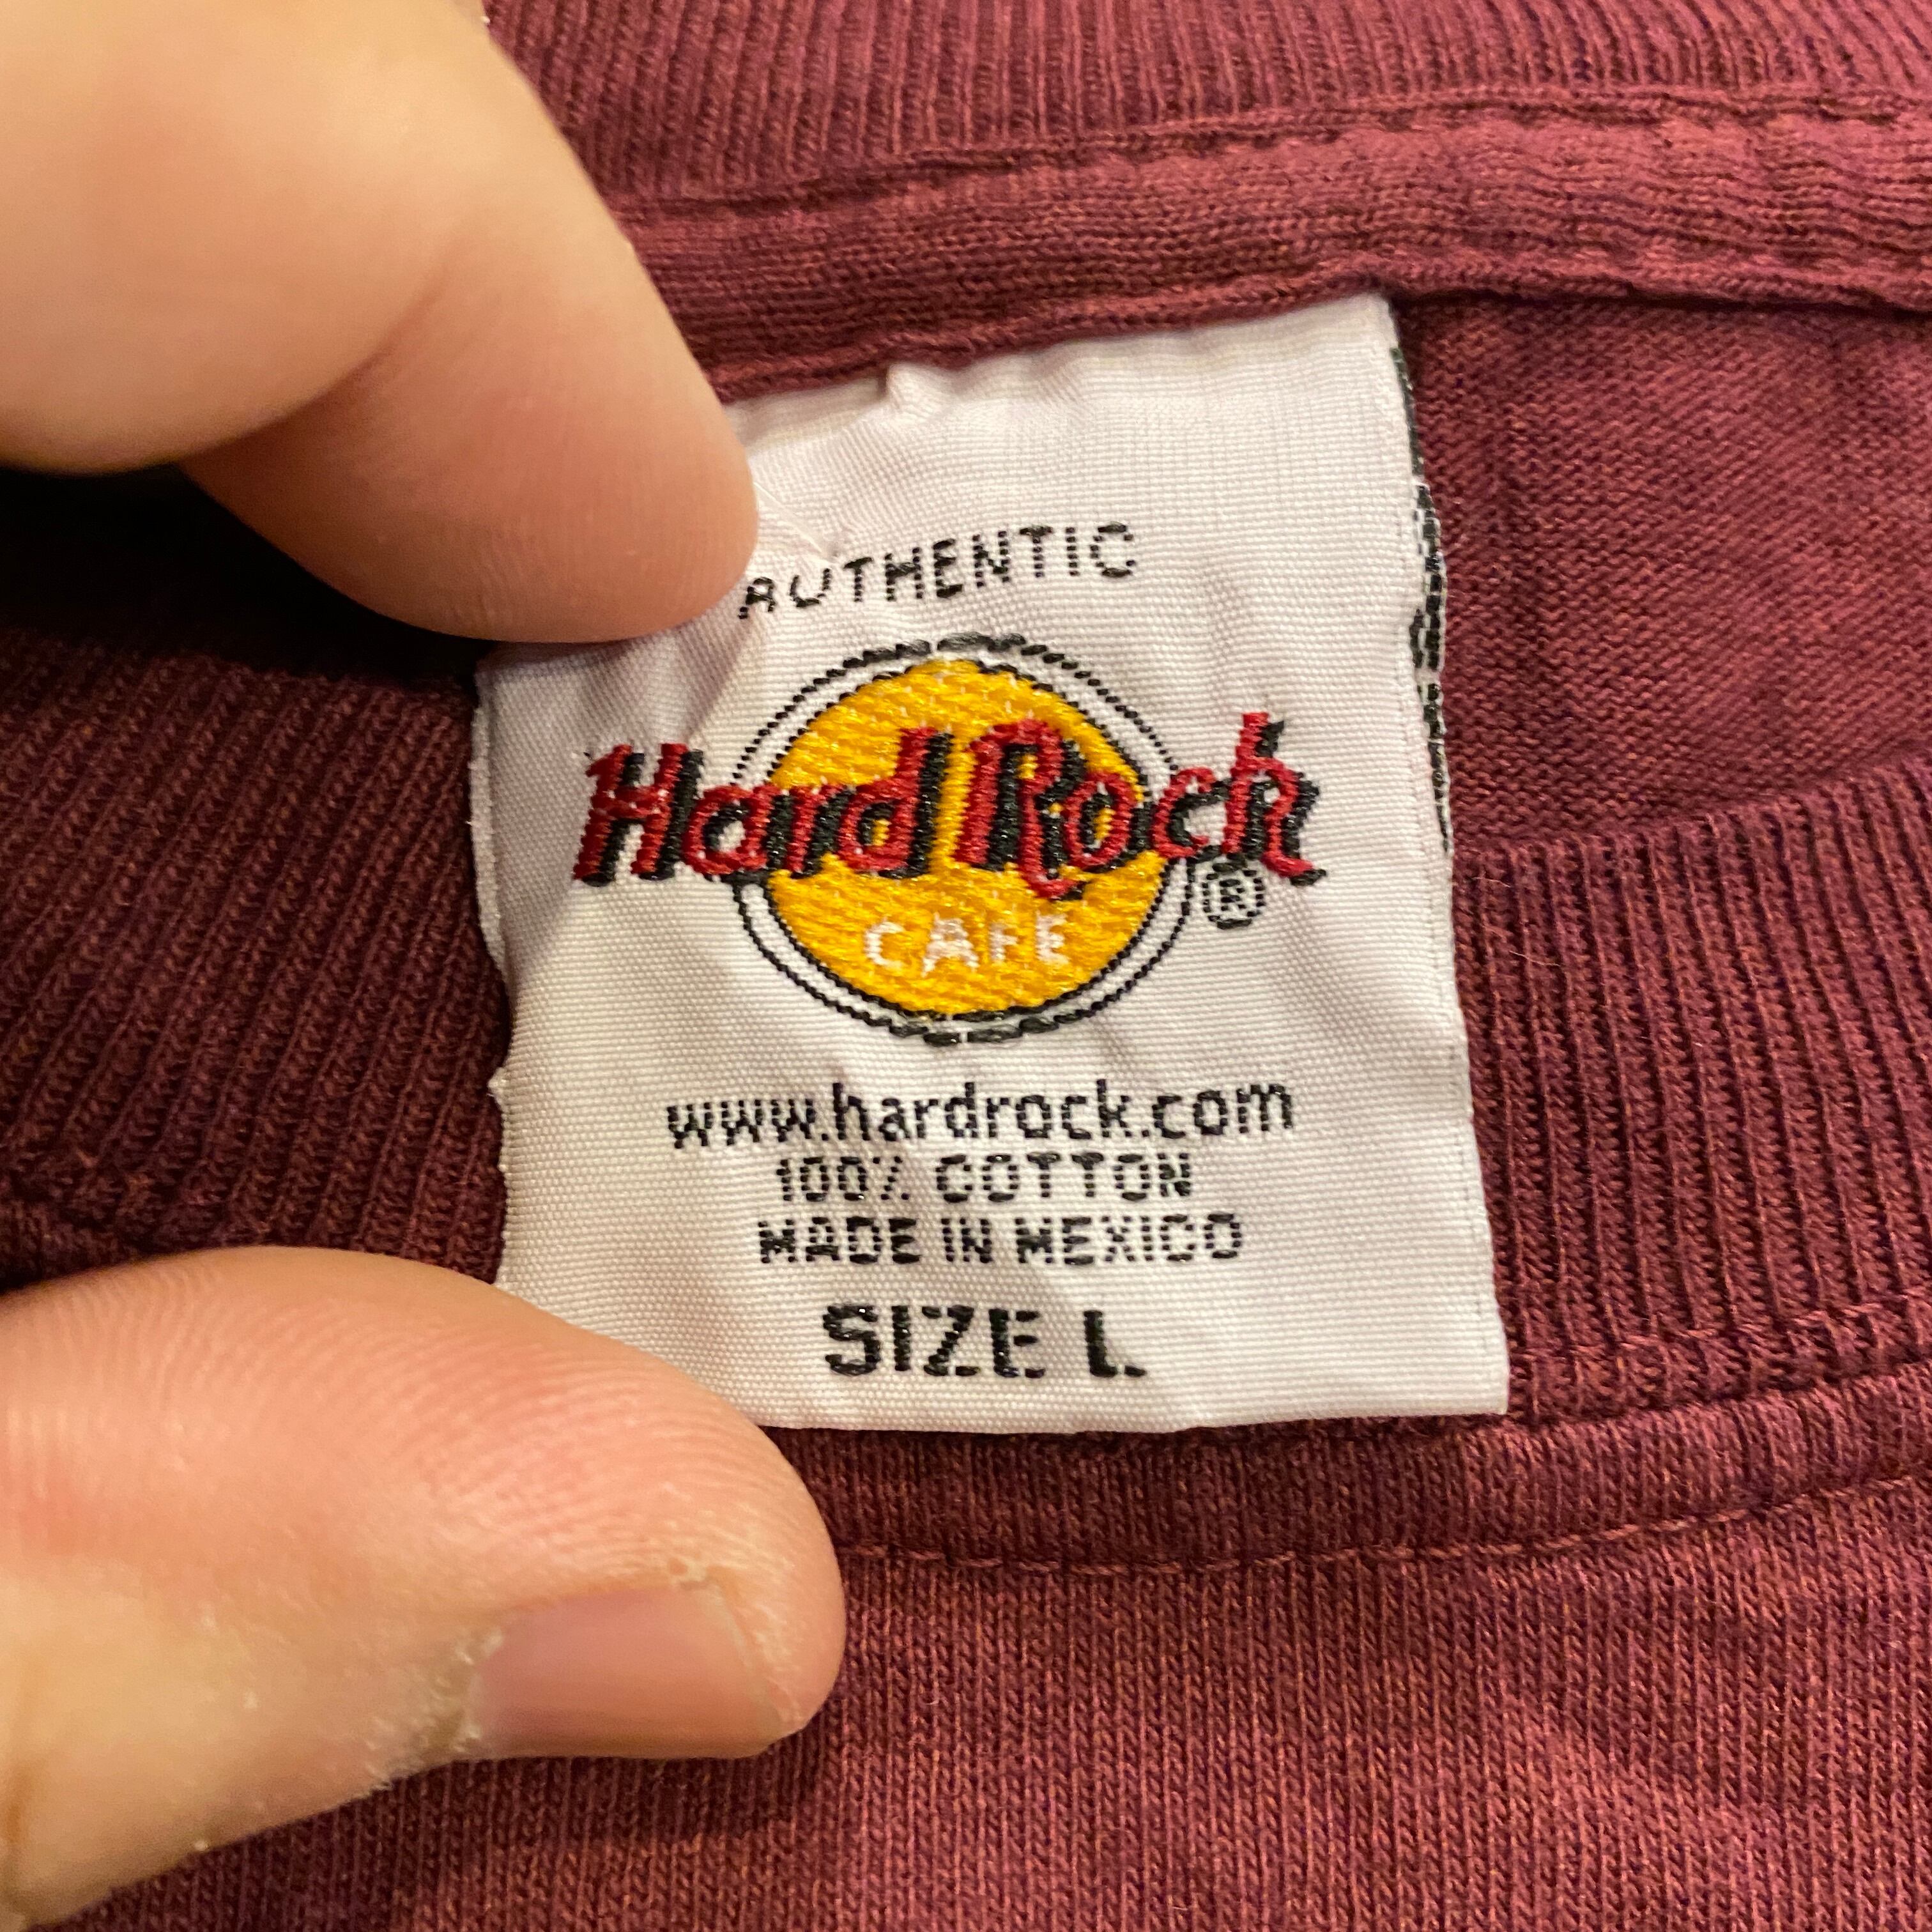 AUTHENTIC
Hard Rock
CAFE
®
www.hardrock.com
100% COTTON
MADE IN MEXICO
SIZE L